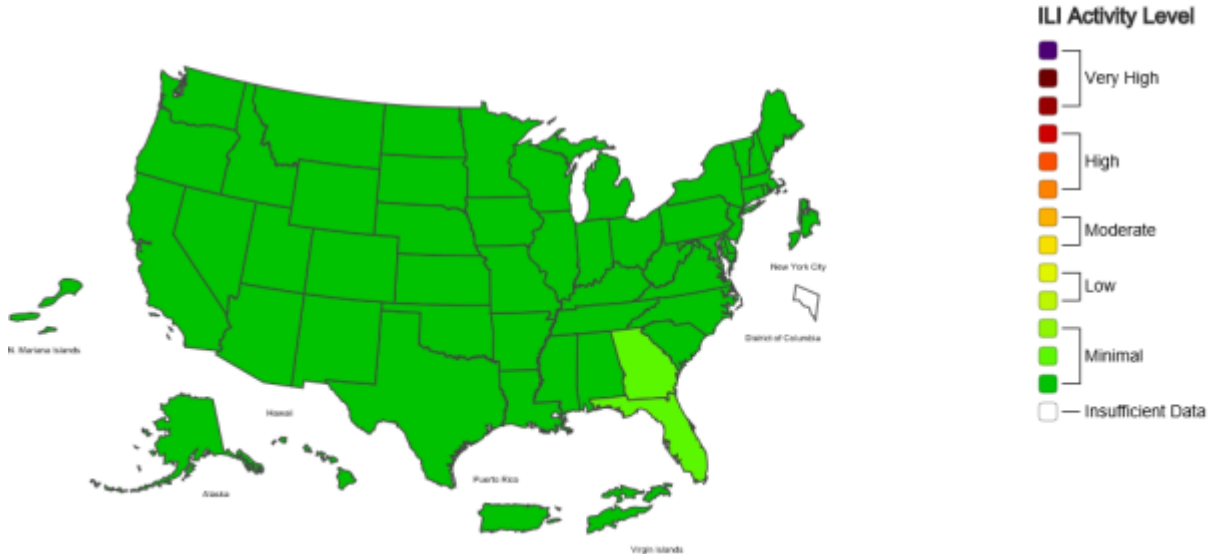 ILI Activity Level
Very High
High
Moderate
Low
Minimal
Insufficient Data
New York City
District of Columbia
N. Mariana Islands
Hawaii
Alaska
Puerto Rico
Virgin Islands